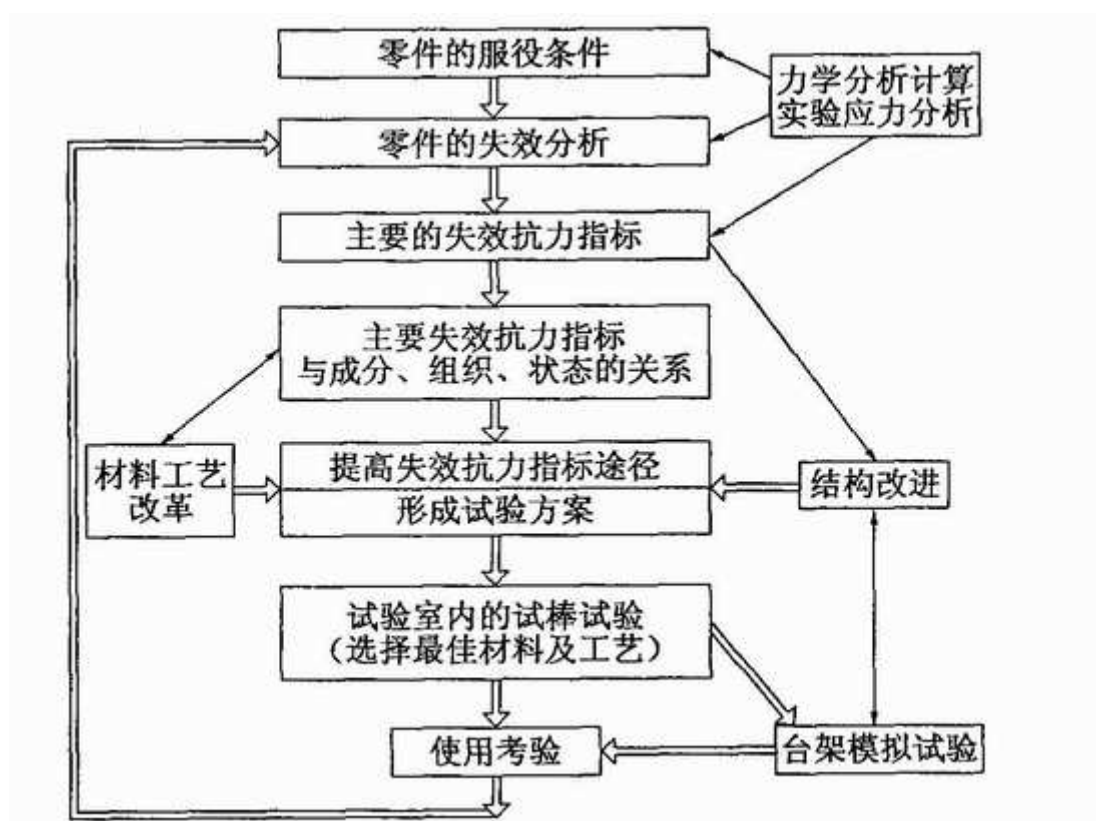 零件的服役条件
力学分析计算
实验应力分析
零件的失效分析
主要的失效抗力指标
主要失效抗力指标
与成分、组织、状态的关系
材料工艺
改革
提高失效抗力指标途径
形成试验方案
结构改进
试验室内的试棒试验
（选择最佳材料及工艺）
使用考验
台架模拟试验